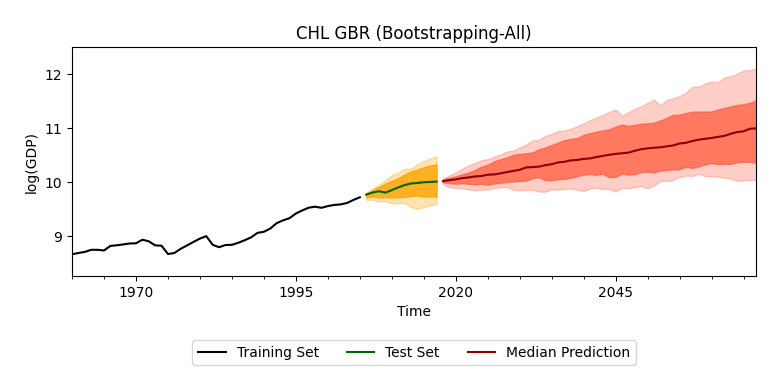 CHL GBR (Bootstrapping-All)
12
11
10
9
log(GDP)
1970 1995 2020 2045
Time
Training Set Test Set Median Prediction